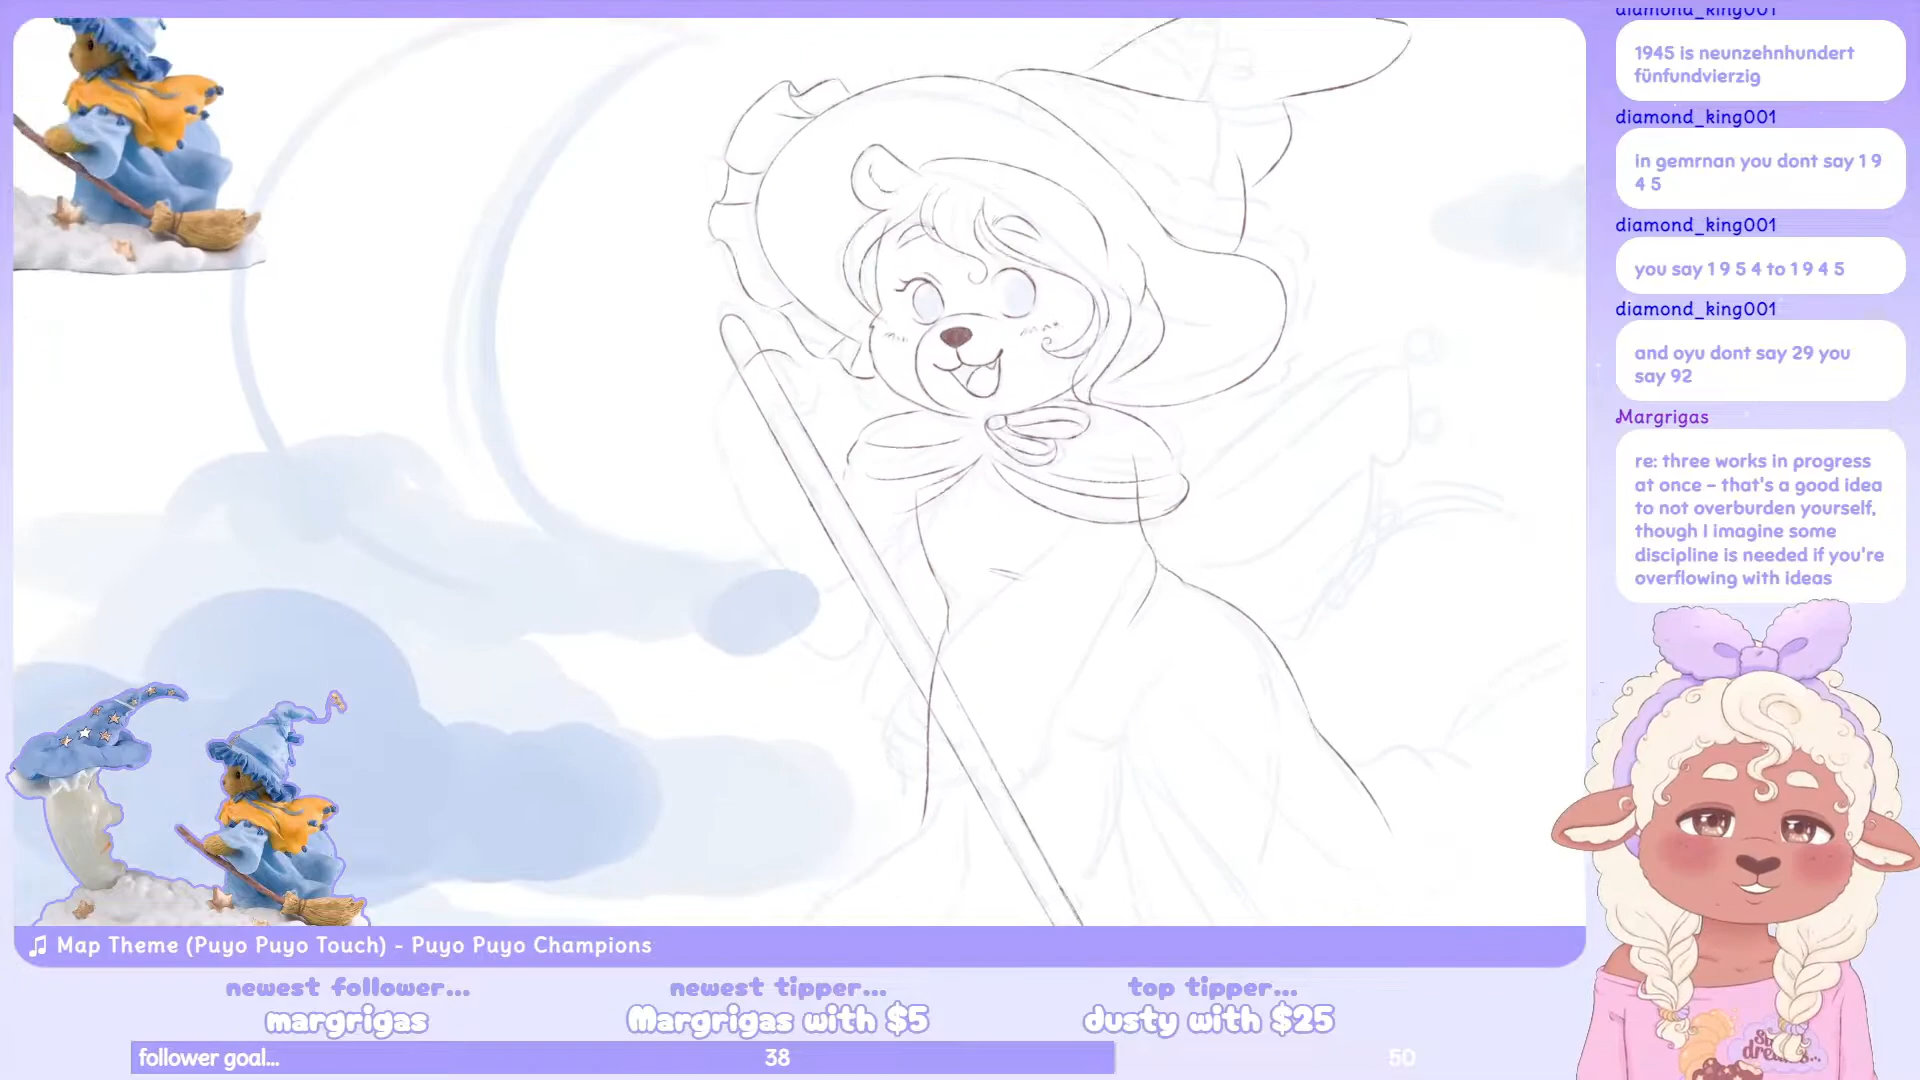 diamond_king001
1945 is neunzehnhundert
fünfundvierzig
diamond_king001
in gemrnan you dont say 1 9
4 5
diamond_king001
you say 1 9 5 4 to 1 9 4 5
diamond_king001
and oyu dont say 29 you
say 92
Margrigas
re: three works in progress
at once - that's a good idea
to not overburden yourself,
though I imagine some
discipline is needed if you're
overflowing with ideas
♫ Map Theme (Puyo Puyo Touch) - Puyo Puyo Champions
newest follower...
margrigas
newest tipper...
Margrigas with $5
top tipper...
dusty with $25
follower goal...
38
50